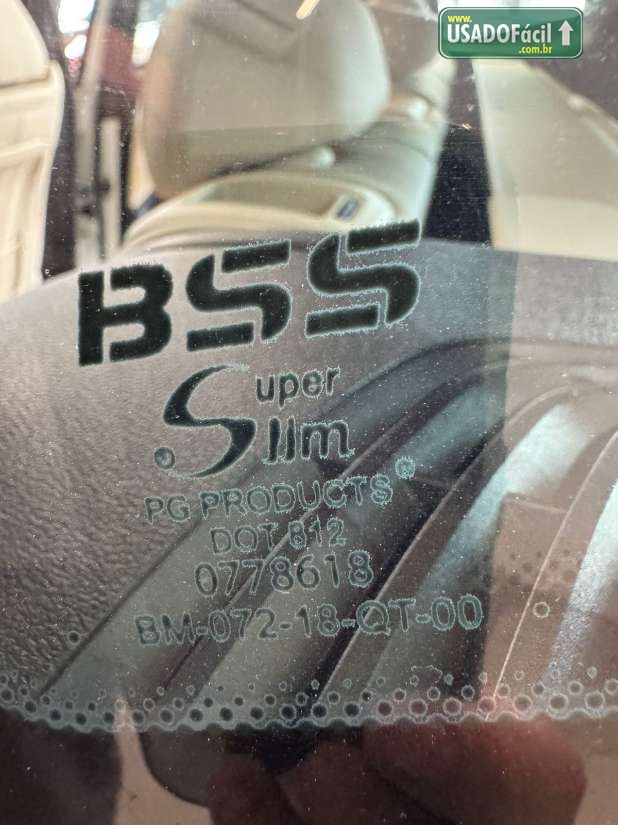 www.
USADOFácil
.com.br
BSS
Super
Slim
PG PRODUCTS®
DOT 812
0778618
BM-072-18-QT-00